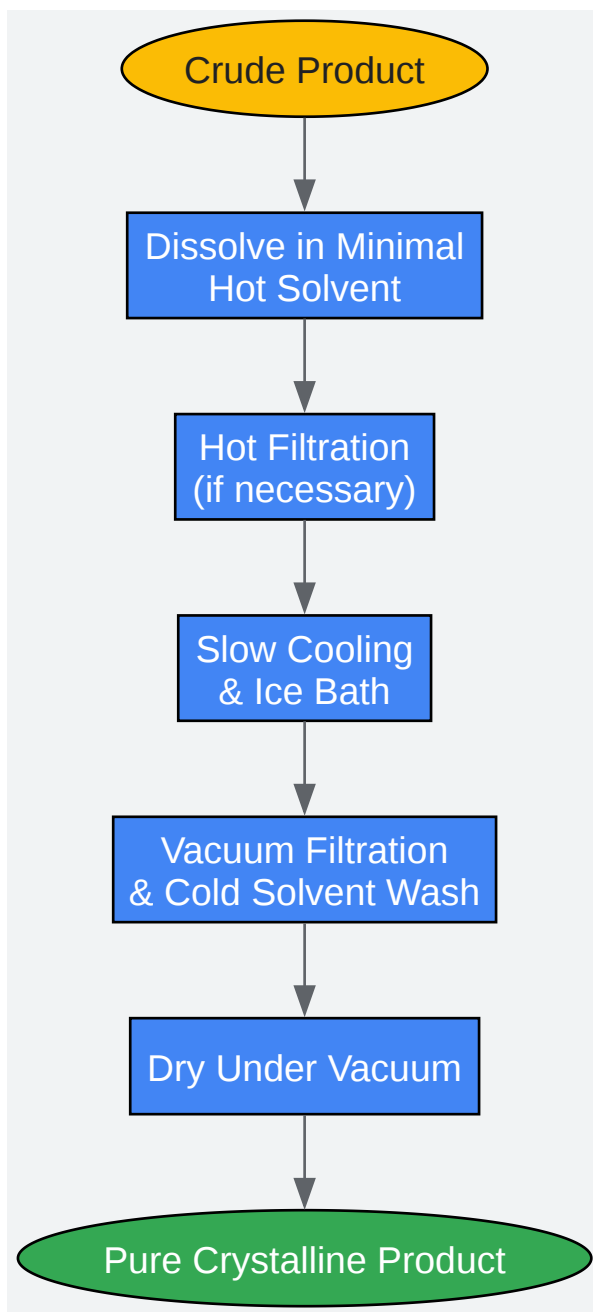 Crude Product
Dissolve in Minimal
Hot Solvent
Hot Filtration
(if necessary)
Slow Cooling
& Ice Bath
Vacuum Filtration
& Cold Solvent Wash
Dry Under Vacuum
Pure Crystalline Product